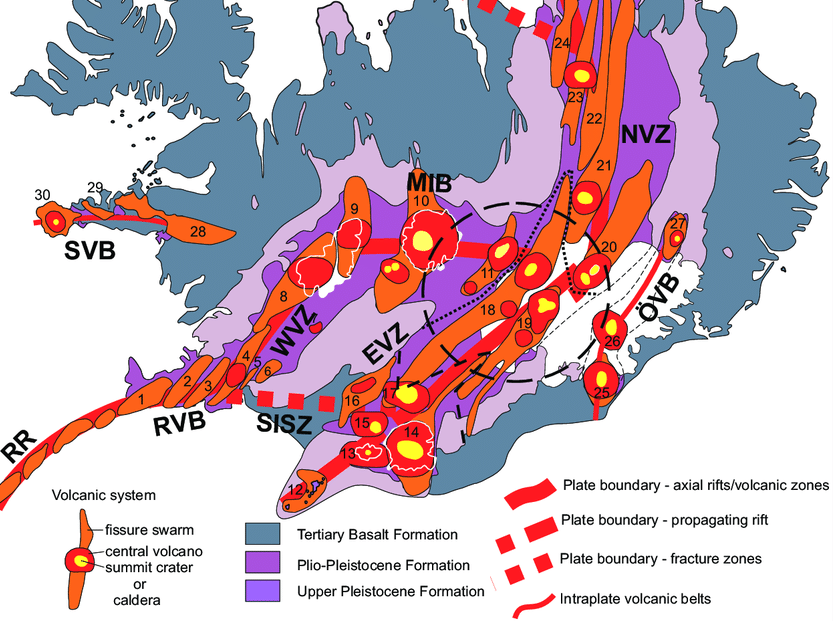 24
23
22
NVZ
21
MIB
10
30
29
28
SVB
9
27
20
11
ÖVB
8
18
19
WVZ
EVZ
26
4
5
6
25
1
2
3
16
17
RVB
SISZ
15
14
RR
13
12
Volcanic system
fissure swarm
central volcano
summit crater
or
caldera
Tertiary Basalt Formation
Plio-Pleistocene Formation
Upper Pleistocene Formation
Plate boundary - axial rifts/volcanic zones
Plate boundary - propagating rift
Plate boundary - fracture zones
Intraplate volcanic belts